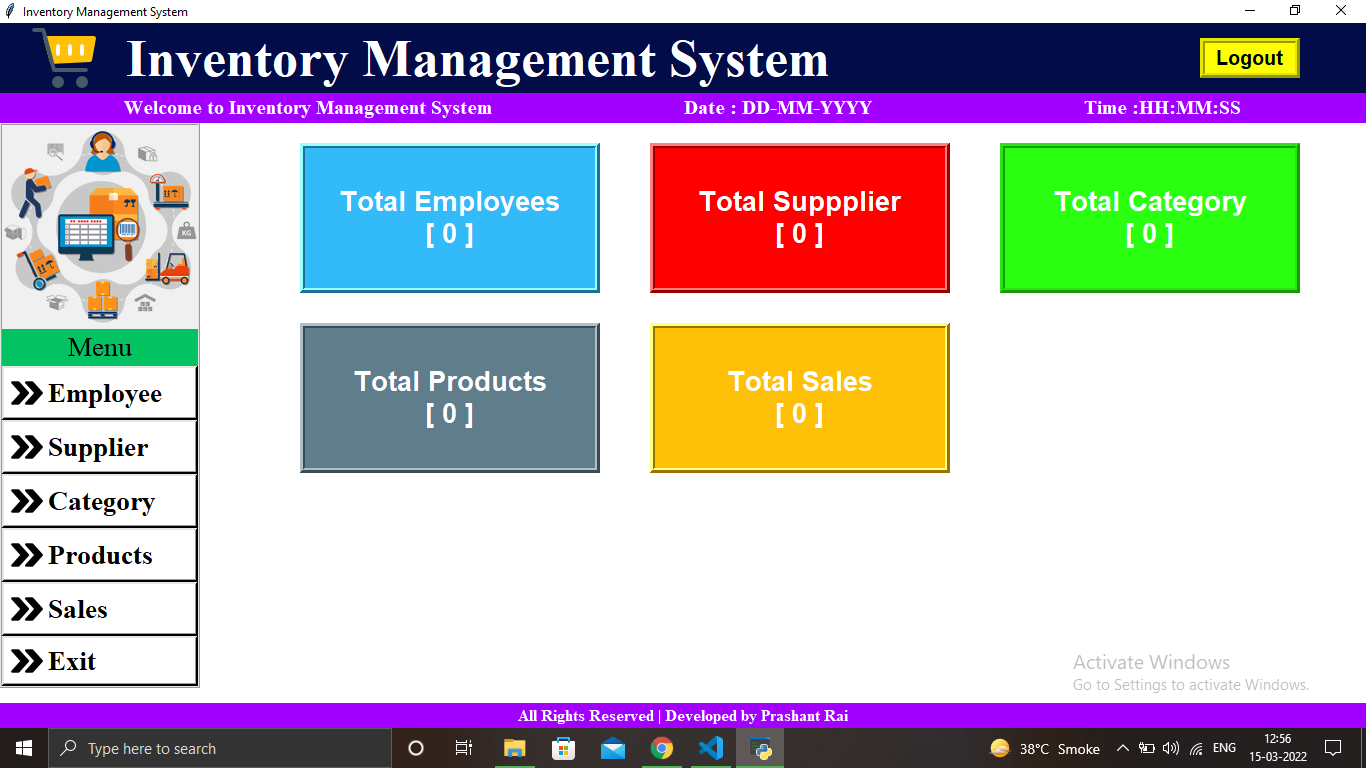 Inventory Management System
Inventory Management System
Logout
Welcome to Inventory Management System
Date : DD-MM-YYYY
Time :HH:MM:SS
KG
Menu
Employee
Supplier
Category
Products
Sales
Exit
Total Employees
[ 0 ]
Total Suppplier
[ 0 ]
Total Category
[ 0 ]
Total Products
[ 0 ]
Total Sales
[ 0 ]
Activate Windows
Go to Settings to activate Windows.
All Rights Reserved | Developed by Prashant Rai
Type here to search
38°C Smoke
ENG
12:56
15-03-2022